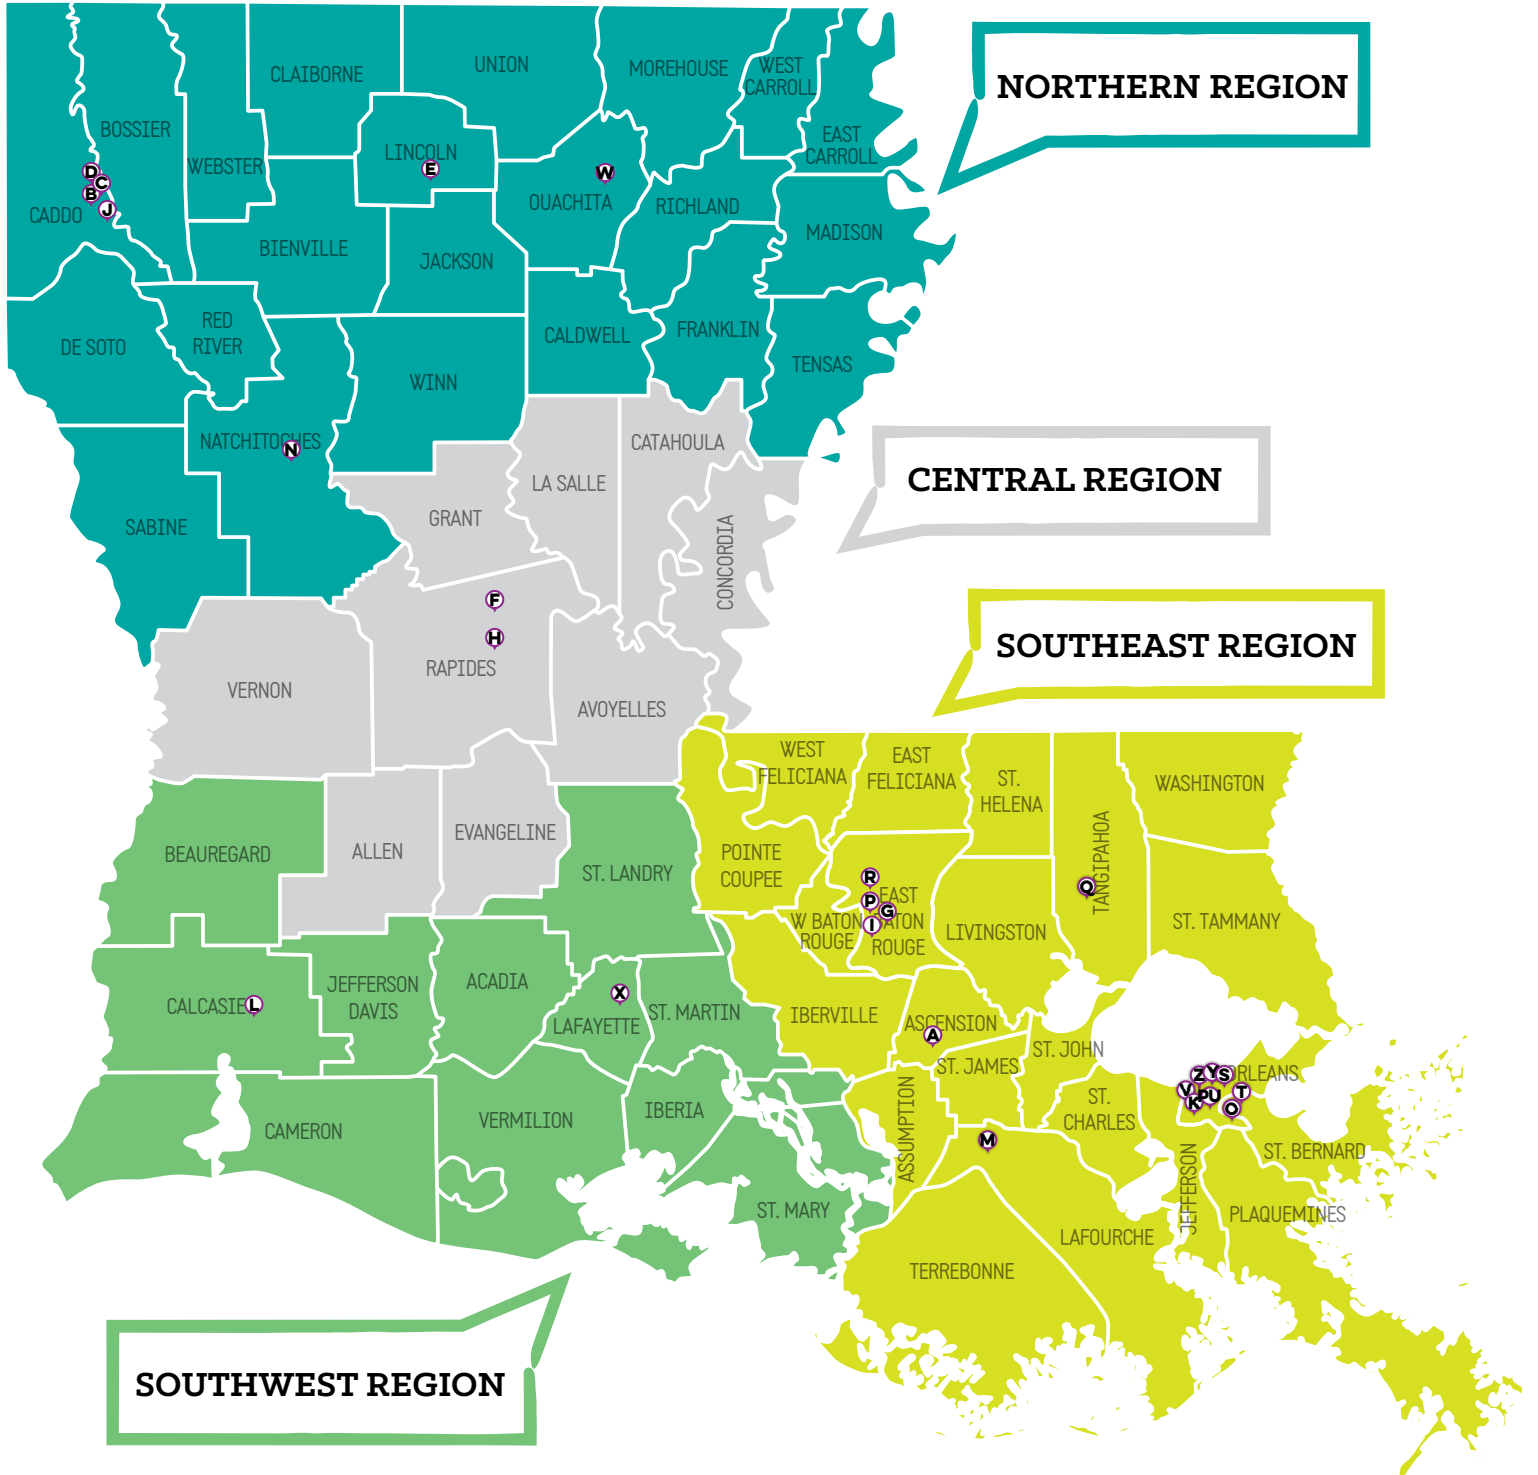 NORTHERN REGION
CLAIBORNE
UNION
MOREHOUSE
WEST
CARROLL
EAST
CARROLL
BOSSIER
WEBSTER
LINCOLN
E
W
OUACHITA
RICHLAND
MADISON
D
C
B
J
CADDO
BIENVILLE
JACKSON
RED
RIVER
DE SOTO
CALDWELL
FRANKLIN
TENSAS
WINN
NATCHITOCHES
N
SABINE
CENTRAL REGION
CATAHOULA
LA SALLE
GRANT
CONCORDIA
F
H
RAPIDES
VERNON
AVOYELLES
ALLEN
EVANGELINE
SOUTHEAST REGION
WEST
FELICIANA
EAST
FELICIANA
ST.
HELENA
TANGIPAHOA
Q
WASHINGTON
POINTE
COUPEE
R
P
G
I
EAST
ATON
ROUGE
W BATON
ROUGE
LIVINGSTON
ST. TAMMANY
IBERVILLE
ASCENSION
A
ST. JAMES
ST. JOHN
ST.
CHARLES
ASSUMPTION
M
Z
Y
S
RLEANS
V
K
P
U
T
O
JEFFERSON
ST. BERNARD
PLAQUEMINES
LAFOURCHE
TERREBONNE
BEAUREGARD
ST. LANDRY
CALCASIE
L
JEFFERSON
DAVIS
ACADIA
X
LAFAYETTE
ST. MARTIN
CAMERON
VERMILION
IBERIA
ST. MARY
SOUTHWEST REGION